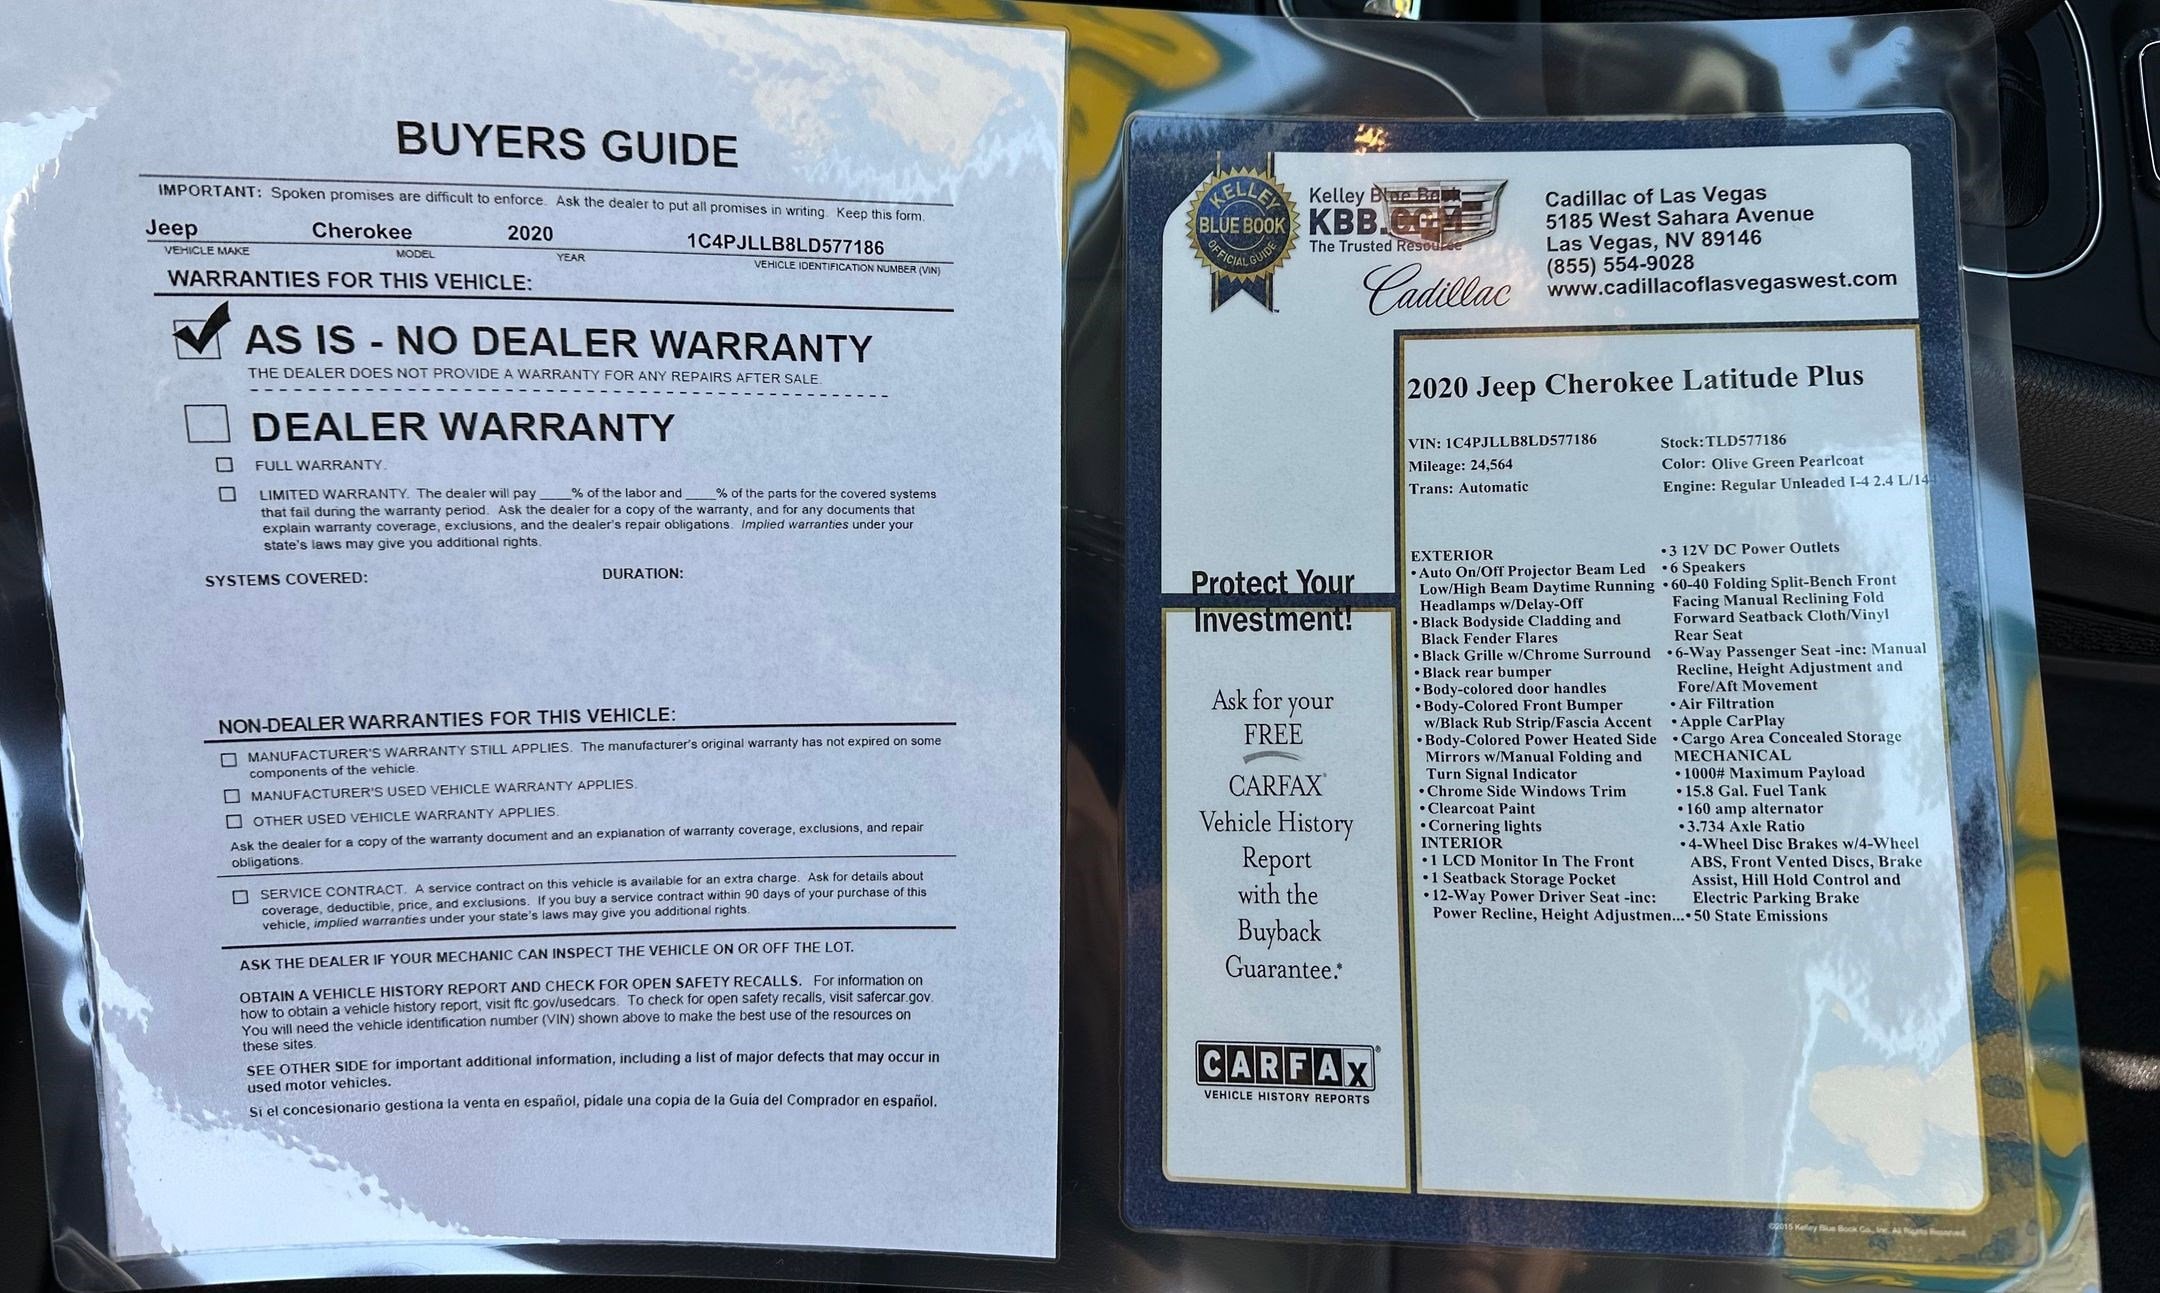 BUYERS GUIDE
IMPORTANT: Spoken promises are difficult to enforce. Ask the dealer to put all promises in writing. Keep this form.
Jeep Cherokee 2020 1C4PJLLB8LD577186
VEHICLE MAKE MODEL YEAR VEHICLE IDENTIFICATION NUMBER (VIN)
WARRANTIES FOR THIS VEHICLE:
AS IS - NO DEALER WARRANTY
THE DEALER DOES NOT PROVIDE A WARRANTY FOR ANY REPAIRS AFTER SALE.
DEALER WARRANTY
FULL WARRANTY.
LIMITED WARRANTY. The dealer will pay ____% of the labor and ____% of the parts for the covered systems
that fail during the warranty period. Ask the dealer for a copy of the warranty, and for any documents that
explain warranty coverage, exclusions, and the dealer's repair obligations. Implied warranties under your
state's laws may give you additional rights.
SYSTEMS COVERED: DURATION:
NON-DEALER WARRANTIES FOR THIS VEHICLE:
MANUFACTURER'S WARRANTY STILL APPLIES. The manufacturer's original warranty has not expired on some
components of the vehicle.
MANUFACTURER'S USED VEHICLE WARRANTY APPLIES.
OTHER USED VEHICLE WARRANTY APPLIES.
Ask the dealer for a copy of the warranty document and an explanation of warranty coverage, exclusions, and repair
obligations.
SERVICE CONTRACT. A service contract on this vehicle is available for an extra charge. Ask for details about
coverage, deductible, price, and exclusions. If you buy a service contract within 90 days of your purchase of this
vehicle, implied warranties under your state's laws may give you additional rights.
ASK THE DEALER IF YOUR MECHANIC CAN INSPECT THE VEHICLE ON OR OFF THE LOT.
OBTAIN A VEHICLE HISTORY REPORT AND CHECK FOR OPEN SAFETY RECALLS. For information on
how to obtain a vehicle history report, visit ftc.gov/usedcars. To check for open safety recalls, visit safercar.gov.
You will need the vehicle identification number (VIN) shown above to make the best use of the resources on
these sites.
SEE OTHER SIDE for important additional information, including a list of major defects that may occur in
used motor vehicles.
Si el concesionario gestiona la venta en español, pídale una copia de la Guía del Comprador en español.
KELLEY
BLUE BOOK
OFFICIAL GUIDE
Kelley Blue Book
KBB.COM
The Trusted Resource
Cadillac
Cadillac of Las Vegas
5185 West Sahara Avenue
Las Vegas, NV 89146
(855) 554-9028
www.cadillacoflasvegaswest.com
Protect Your
Investment!
Ask for your
FREE
CARFAX
Vehicle History
Report
with the
Buyback
Guarantee.*
CARFAX®
VEHICLE HISTORY REPORTS
2020 Jeep Cherokee Latitude Plus
VIN: 1C4PJLLB8LD577186 Stock:TLD577186
Mileage: 24,564 Color: Olive Green Pearlcoat
Trans: Automatic Engine: Regular Unleaded I-4 2.4 L/14
EXTERIOR
•Auto On/Off Projector Beam Led
Low/High Beam Daytime Running
Headlamps w/Delay-Off
•Black Bodyside Cladding and
Black Fender Flares
•Black Grille w/Chrome Surround
•Black rear bumper
•Body-colored door handles
•Body-Colored Front Bumper
w/Black Rub Strip/Fascia Accent
•Body-Colored Power Heated Side
Mirrors w/Manual Folding and
Turn Signal Indicator
•Chrome Side Windows Trim
•Clearcoat Paint
•Cornering lights
INTERIOR
•1 LCD Monitor In The Front
•1 Seatback Storage Pocket
•12-Way Power Driver Seat -inc:
Power Recline, Height Adjustmen...
•3 12V DC Power Outlets
•6 Speakers
•60-40 Folding Split-Bench Front
Facing Manual Reclining Fold
Forward Seatback Cloth/Vinyl
Rear Seat
•6-Way Passenger Seat -inc: Manual
Recline, Height Adjustment and
Fore/Aft Movement
•Air Filtration
•Apple CarPlay
•Cargo Area Concealed Storage
MECHANICAL
•1000# Maximum Payload
•15.8 Gal. Fuel Tank
•160 amp alternator
•3.734 Axle Ratio
•4-Wheel Disc Brakes w/4-Wheel
ABS, Front Vented Discs, Brake
Assist, Hill Hold Control and
Electric Parking Brake
•50 State Emissions
©2015 Kelley Blue Book Co., Inc. All Rights Reserved.